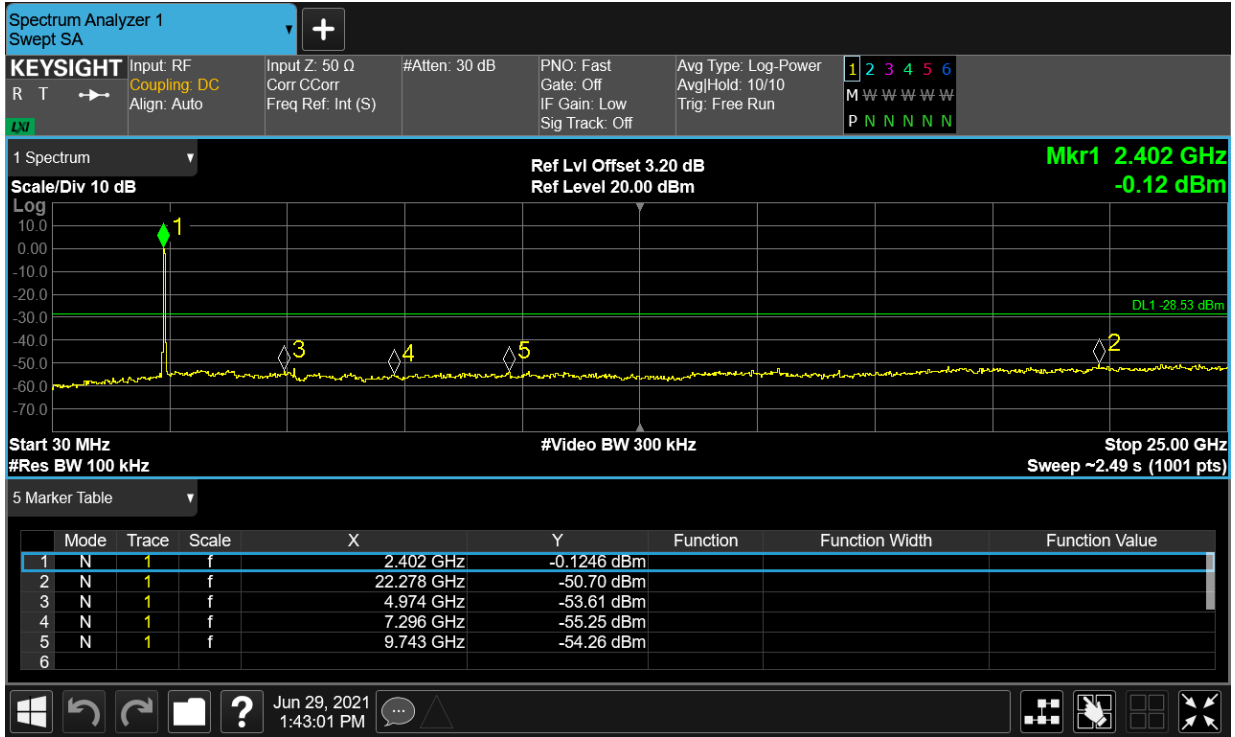 Spectrum Analyzer 1
Swept SA
KEYSIGHT
R T
LXI
Input: RF
Coupling: DC
Align: Auto
Input Z: 50 Ω
Corr CCorr
Freq Ref: Int (S)
#Atten: 30 dB
PNO: Fast
Gate: Off
IF Gain: Low
Sig Track: Off
Avg Type: Log-Power
Avg|Hold: 10/10
Trig: Free Run
1 2 3 4 5 6
M W W W W W
P N N N N N
1 Spectrum
Scale/Div 10 dB
Ref Lvl Offset 3.20 dB
Ref Level 20.00 dBm
Mkr1 2.402 GHz
-0.12 dBm
Log
10.0
0.00
-10.0
-20.0
-30.0
-40.0
-50.0
-60.0
-70.0
1
DL1 -28.53 dBm
3
4
5
2
Start 30 MHz
#Video BW 300 kHz
Stop 25.00 GHz
#Res BW 100 kHz
Sweep ~2.49 s (1001 pts)
5 Marker Table
Mode Trace Scale X Y Function Function Width Function Value
1 N 1 f 2.402 GHz -0.1246 dBm
2 N 1 f 22.278 GHz -50.70 dBm
3 N 1 f 4.974 GHz -53.61 dBm
4 N 1 f 7.296 GHz -55.25 dBm
5 N 1 f 9.743 GHz -54.26 dBm
6
?
Jun 29, 2021
1:43:01 PM